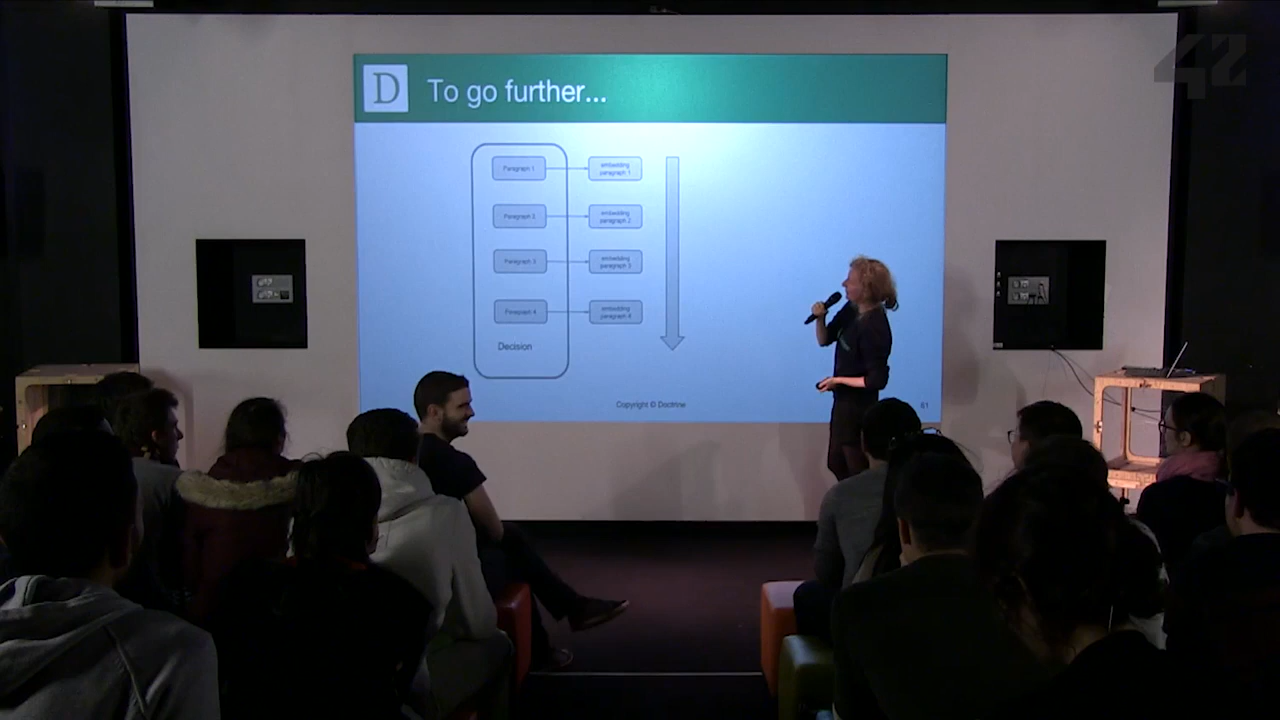 42
D
To go further...
Paragraph 1
embedding
paragraph 1
Paragraph 2
embedding
paragraph 2
Paragraph 3
embedding
paragraph 3
Paragraph 4
embedding
paragraph 4
Decision
Copyright © Doctrine
61